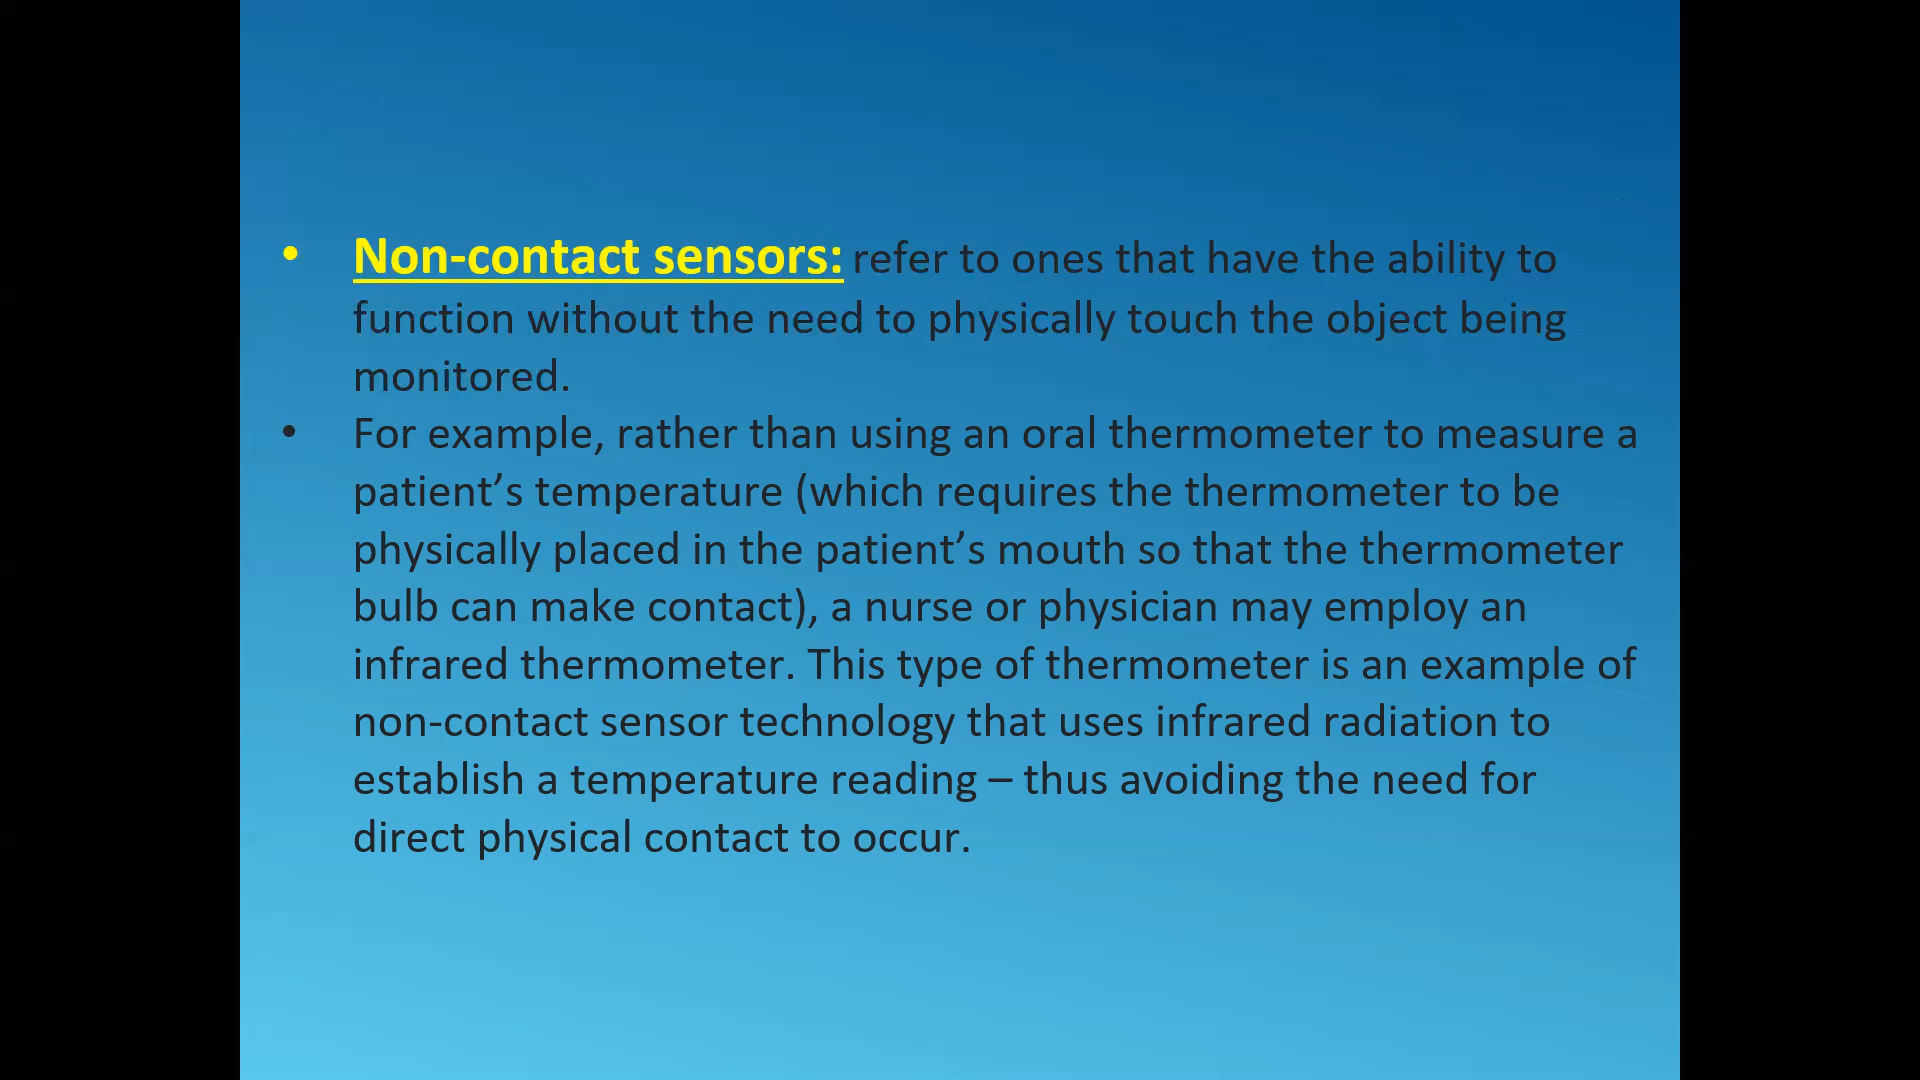 • Non-contact sensors: refer to ones that have the ability to
function without the need to physically touch the object being
monitored.
• For example, rather than using an oral thermometer to measure a
patient’s temperature (which requires the thermometer to be
physically placed in the patient’s mouth so that the thermometer
bulb can make contact), a nurse or physician may employ an
infrared thermometer. This type of thermometer is an example of
non-contact sensor technology that uses infrared radiation to
establish a temperature reading – thus avoiding the need for
direct physical contact to occur.